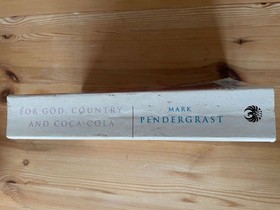 FOR GOD, COUNTRY
AND COCA-COLA
MARK
PENDERGRAST